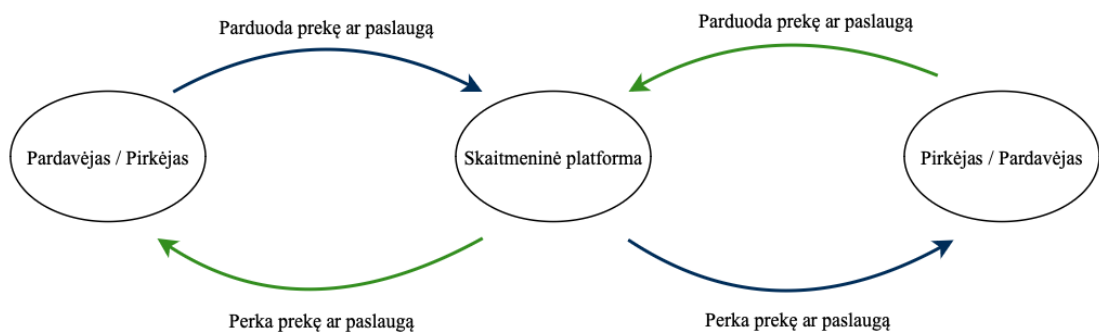 Parduoda prekę ar paslaugą
Parduoda prekę ar paslaugą
Pardavėjas / Pirkėjas
Skaitmeninė platforma
Pirkėjas / Pardavėjas
Perka prekę ar paslaugą
Perka prekę ar paslaugą